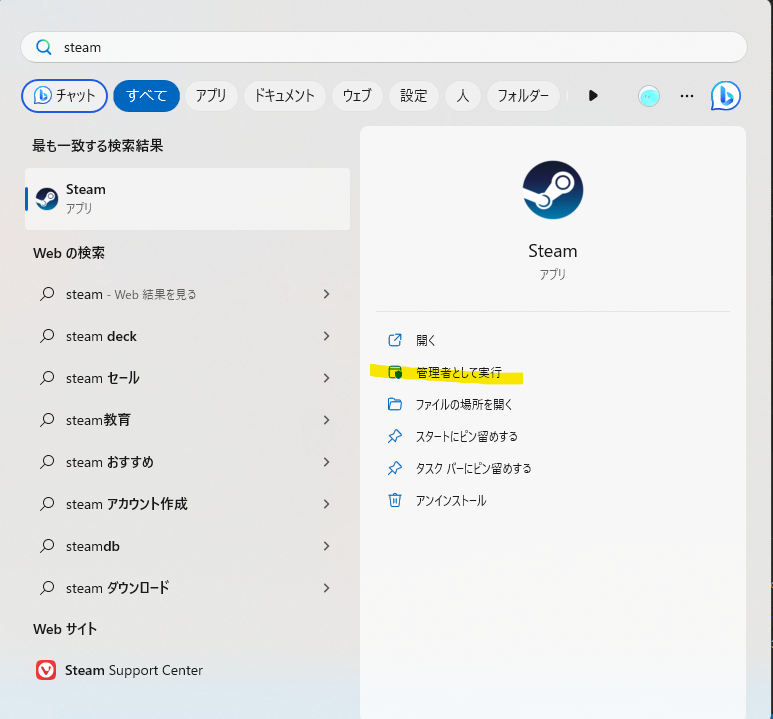 steam
チャット
すべて
アプリ
ドキュメント
ウェブ
設定
人
フォルダー
最も一致する検索結果
Steam
アプリ
Web の検索
steam - Web 結果を見る
steam deck
steam セール
steam教育
steam おすすめ
steam アカウント作成
steamdb
steam ダウンロード
Web サイト
Steam Support Center
Steam
アプリ
開く
管理者として実行
ファイルの場所を開く
スタートにピン留めする
タスク バーにピン留めする
アンインストール